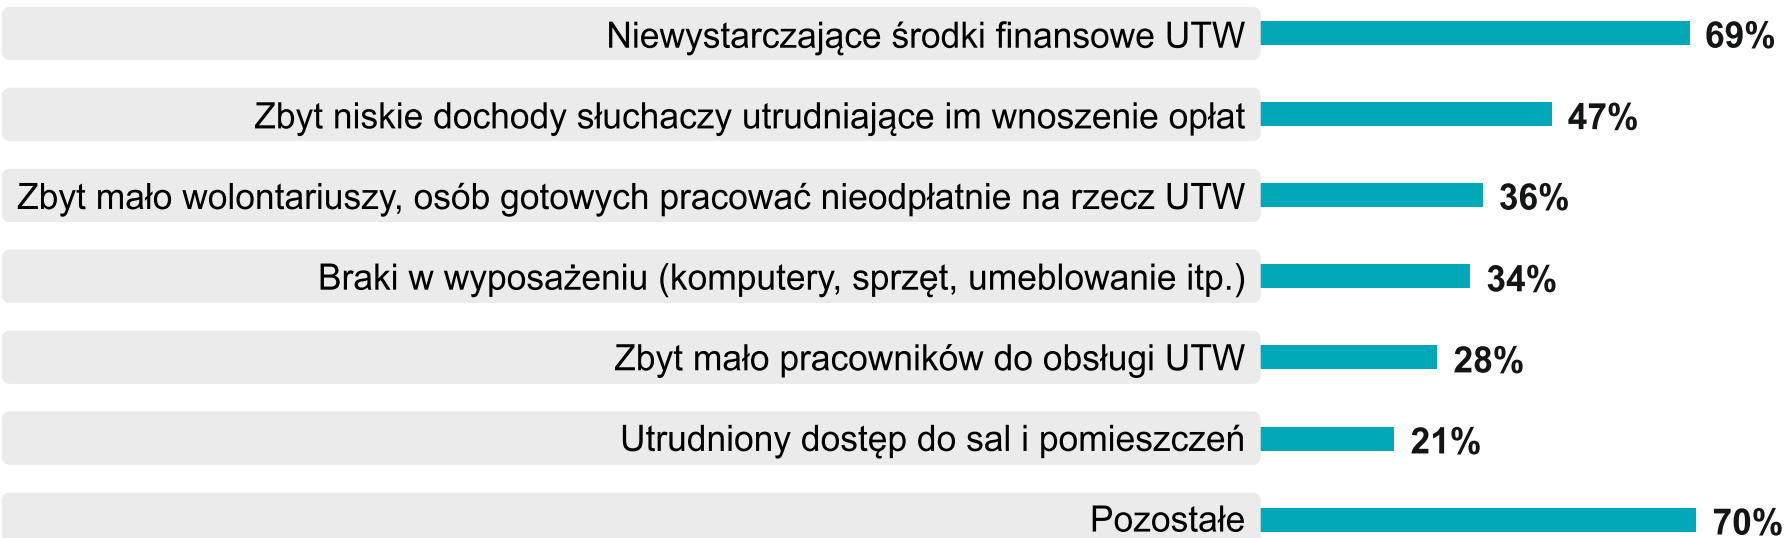 Niewystarczające środki finansowe UTW 69%
Zbyt niskie dochody słuchaczy utrudniające im wnoszenie opłat 47%
Zbyt mało wolontariuszy, osób gotowych pracować nieodpłatnie na rzecz UTW 36%
Braki w wyposażeniu (komputery, sprzęt, umeblowanie itp.) 34%
Zbyt mało pracowników do obsługi UTW 28%
Utrudniony dostęp do sal i pomieszczeń 21%
Pozostałe 70%